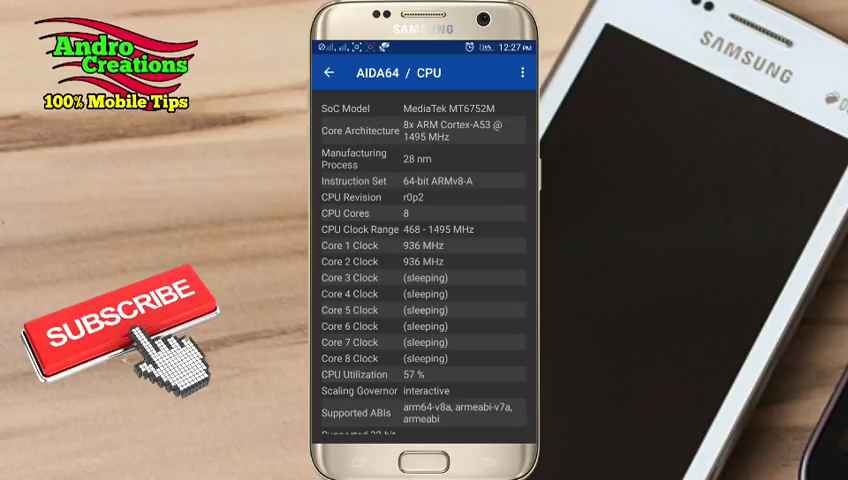 Andro
Creations
100% Mobile Tips
SUBSCRIBE
SAMSUNG
12:27 PM
AIDA64 / CPU
SoC Model MediaTek MT6752M
Core Architecture 8x ARM Cortex-A53 @
1495 MHz
Manufacturing
Process 28 nm
Instruction Set 64-bit ARMv8-A
CPU Revision r0p2
CPU Cores 8
CPU Clock Range 468 - 1495 MHz
Core 1 Clock 936 MHz
Core 2 Clock 936 MHz
Core 3 Clock (sleeping)
Core 4 Clock (sleeping)
Core 5 Clock (sleeping)
Core 6 Clock (sleeping)
Core 7 Clock (sleeping)
Core 8 Clock (sleeping)
CPU Utilization 57 %
Scaling Governor interactive
Supported ABIs arm64-v8a, armeabi-v7a,
armeabi
SAMSUNG